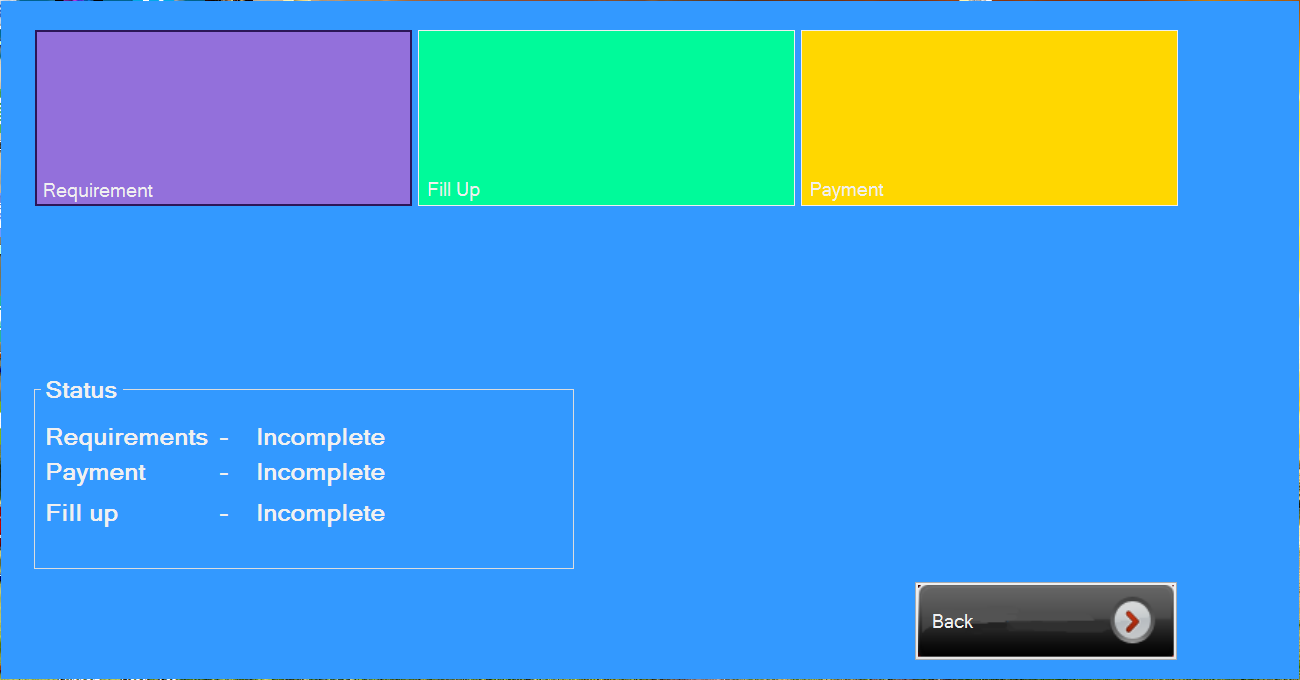 Requirement
Fill Up
Payment
Status
Requirements - Incomplete
Payment - Incomplete
Fill up - Incomplete
Back